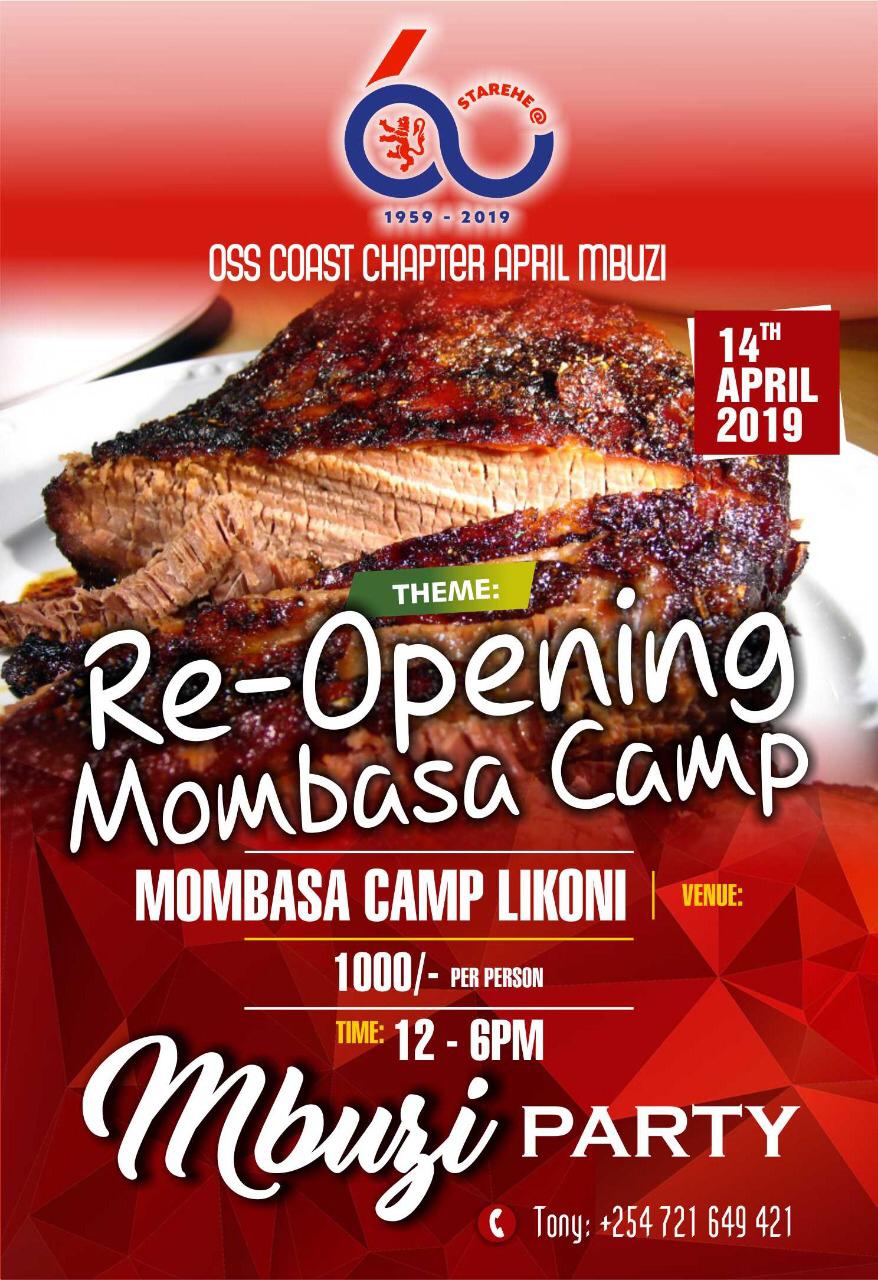 STAREHE @
60
1959 - 2019
OSS COAST CHAPTER APRIL MBUZI
14TH
APRIL
2019
THEME:
Re-Opening
Mombasa Camp
MOMBASA CAMP LIKONI | VENUE:
1000/- PER PERSON
TIME: 12 - 6PM
Mbuzi PARTY
Tony: +254 721 649 421